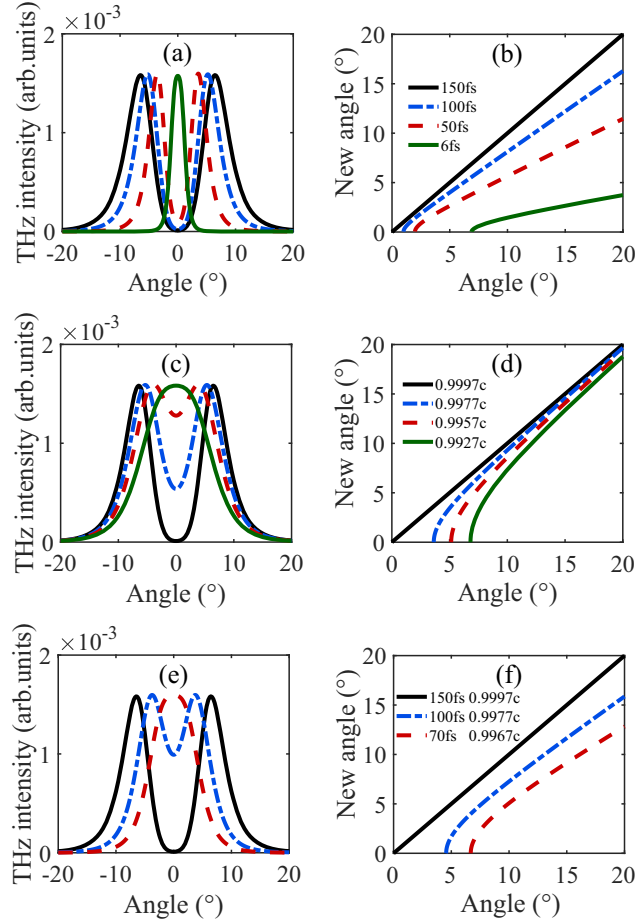 ×10⁻³
(a)
THz intensity (arb.units)
2
1
0
-20 -10 0 10 20
Angle (°)
(b)
New angle (°)
20
15
10
5
0
150fs
100fs
50fs
6fs
0 5 10 15 20
Angle (°)
×10⁻³
(c)
THz intensity (arb.units)
2
1
0
-20 -10 0 10 20
Angle (°)
(d)
New angle (°)
20
15
10
5
0
0.9997c
0.9977c
0.9957c
0.9927c
0 5 10 15 20
Angle (°)
×10⁻³
(e)
THz intensity (arb.units)
2
1
0
-20 -10 0 10 20
Angle (°)
(f)
New angle (°)
20
15
10
5
0
150fs 0.9997c
100fs 0.9977c
70fs 0.9967c
0 5 10 15 20
Angle (°)